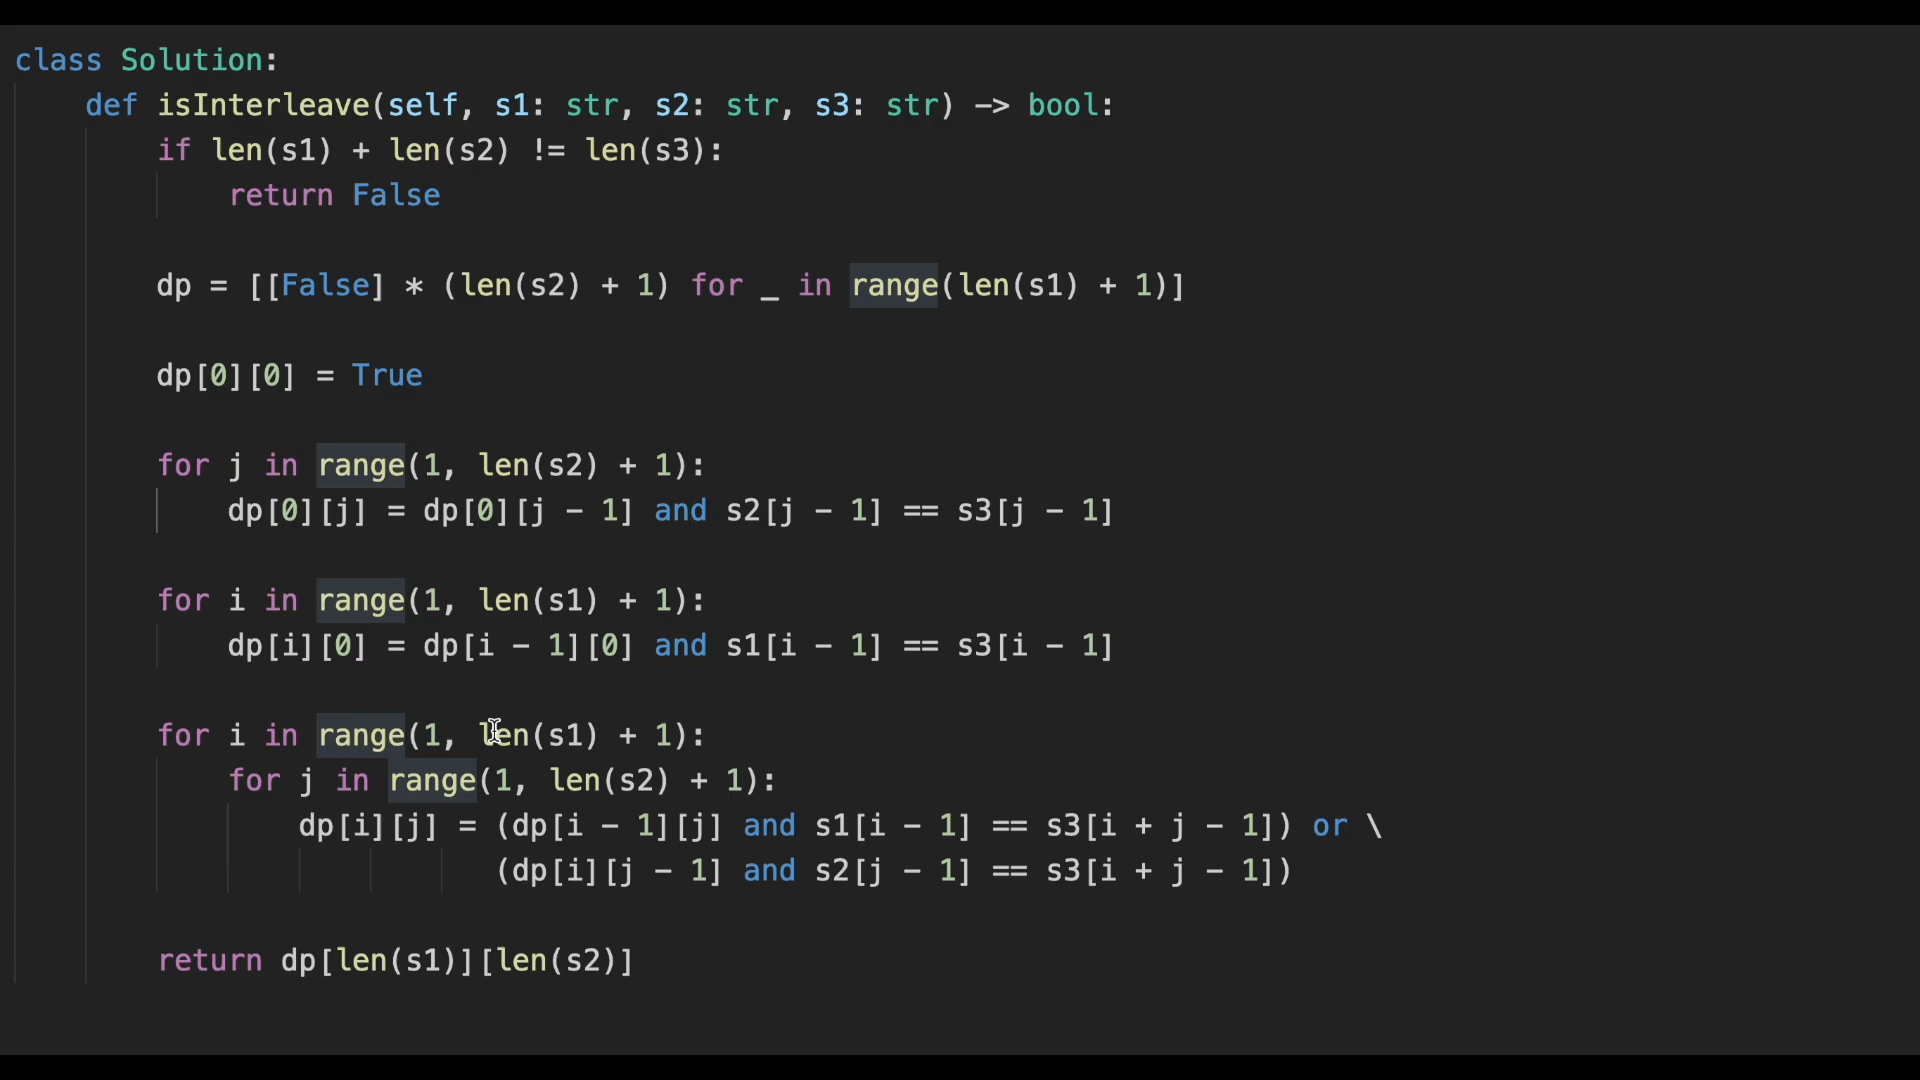 class Solution:
    def isInterleave(self, s1: str, s2: str, s3: str) -> bool:
        if len(s1) + len(s2) != len(s3):
            return False

        dp = [[False] * (len(s2) + 1) for _ in range(len(s1) + 1)]

        dp[0][0] = True

        for j in range(1, len(s2) + 1):
            dp[0][j] = dp[0][j - 1] and s2[j - 1] == s3[j - 1]

        for i in range(1, len(s1) + 1):
            dp[i][0] = dp[i - 1][0] and s1[i - 1] == s3[i - 1]

        for i in range(1, len(s1) + 1):
            for j in range(1, len(s2) + 1):
                dp[i][j] = (dp[i - 1][j] and s1[i - 1] == s3[i + j - 1]) or \
                           (dp[i][j - 1] and s2[j - 1] == s3[i + j - 1])

        return dp[len(s1)][len(s2)]